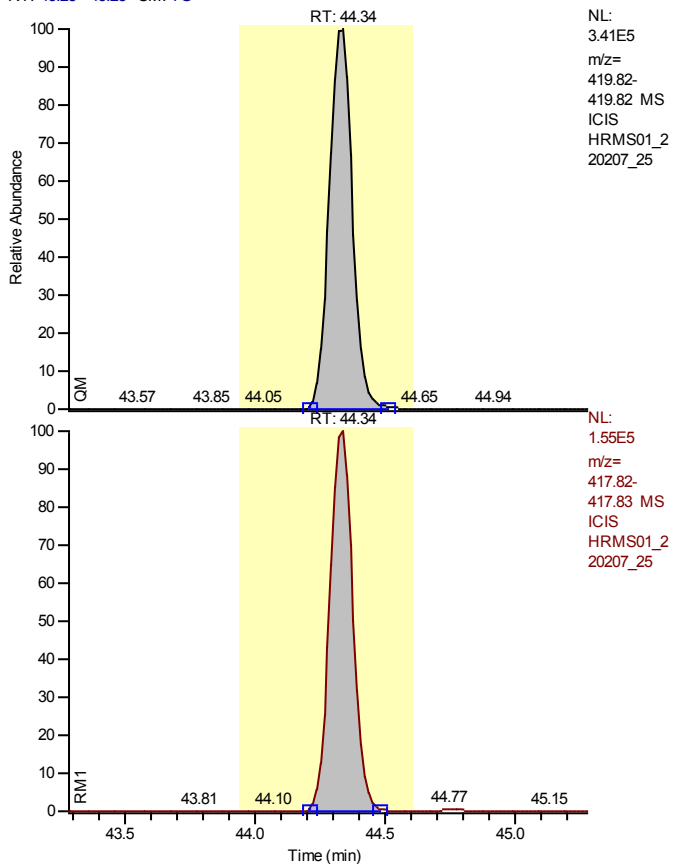 RT: 44.34
NL:
3.41E5
m/z=
419.82-
419.82 MS
ICIS
HRMS01_2
20207_25
100
90
80
70
60
50
40
30
20
10
0
Relative Abundance
QM
43.57 43.85 44.05 44.65 44.94
RT: 44.34
NL:
1.55E5
m/z=
417.82-
417.83 MS
ICIS
HRMS01_2
20207_25
100
90
80
70
60
50
40
30
20
10
0
RM1
43.81 44.10 44.77 45.15
43.5 44.0 44.5 45.0
Time (min)